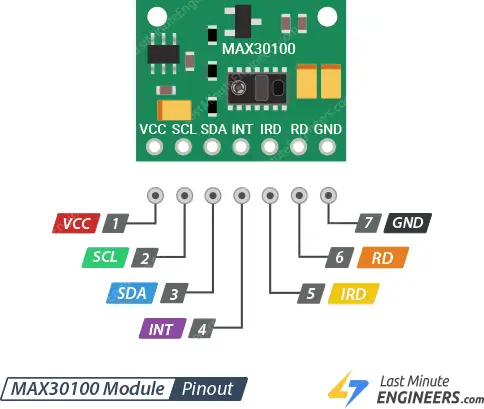 MAX30100
VCC SCL SDA INT IRD RD GND
VCC 1 7 GND
SCL 2 6 RD
SDA 3 5 IRD
INT 4
MAX30100 Module Pinout
Last Minute
ENGINEERS.com